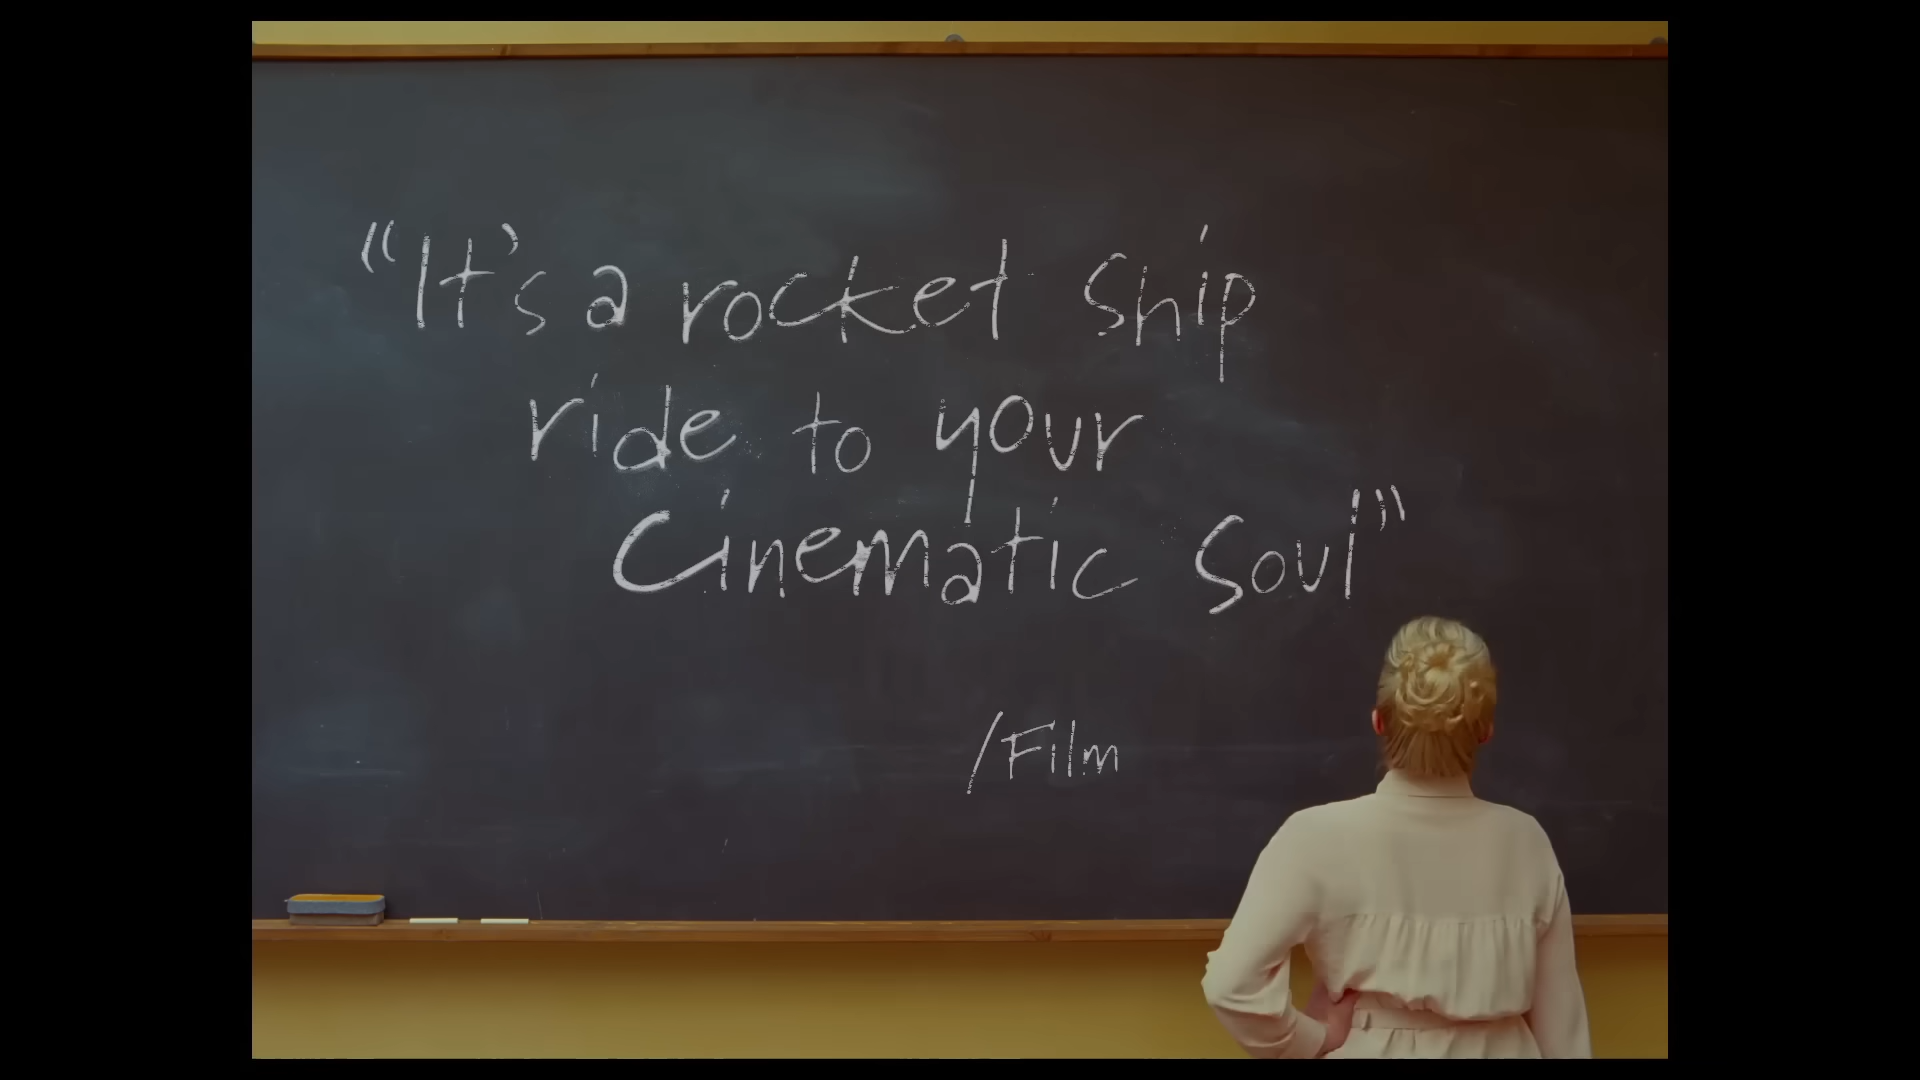 “It's a rocket ship
ride to your
Cinematic Soul”
/Film